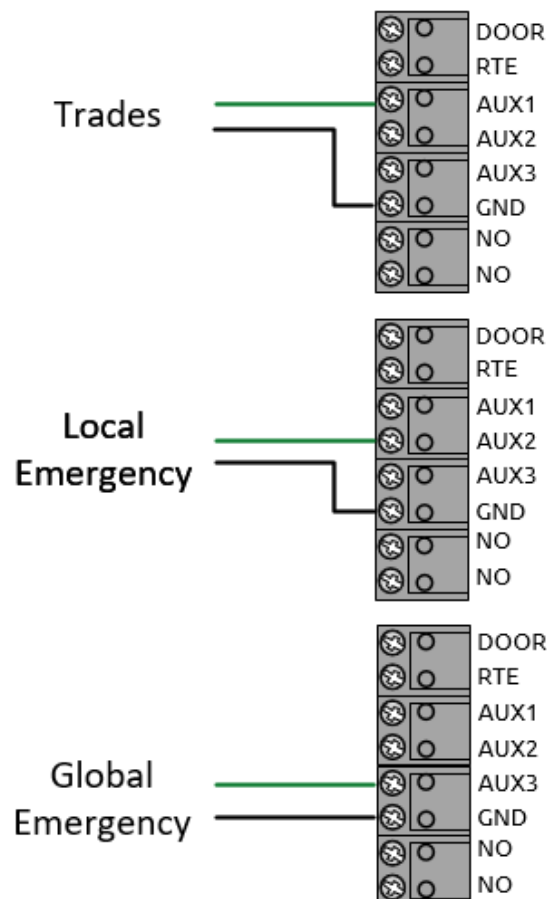 DOOR
RTE
Trades
AUX1
AUX2
AUX3
GND
NO
NO
DOOR
RTE
Local
Emergency
AUX1
AUX2
AUX3
GND
NO
NO
DOOR
RTE
AUX1
AUX2
Global
Emergency
AUX3
GND
NO
NO